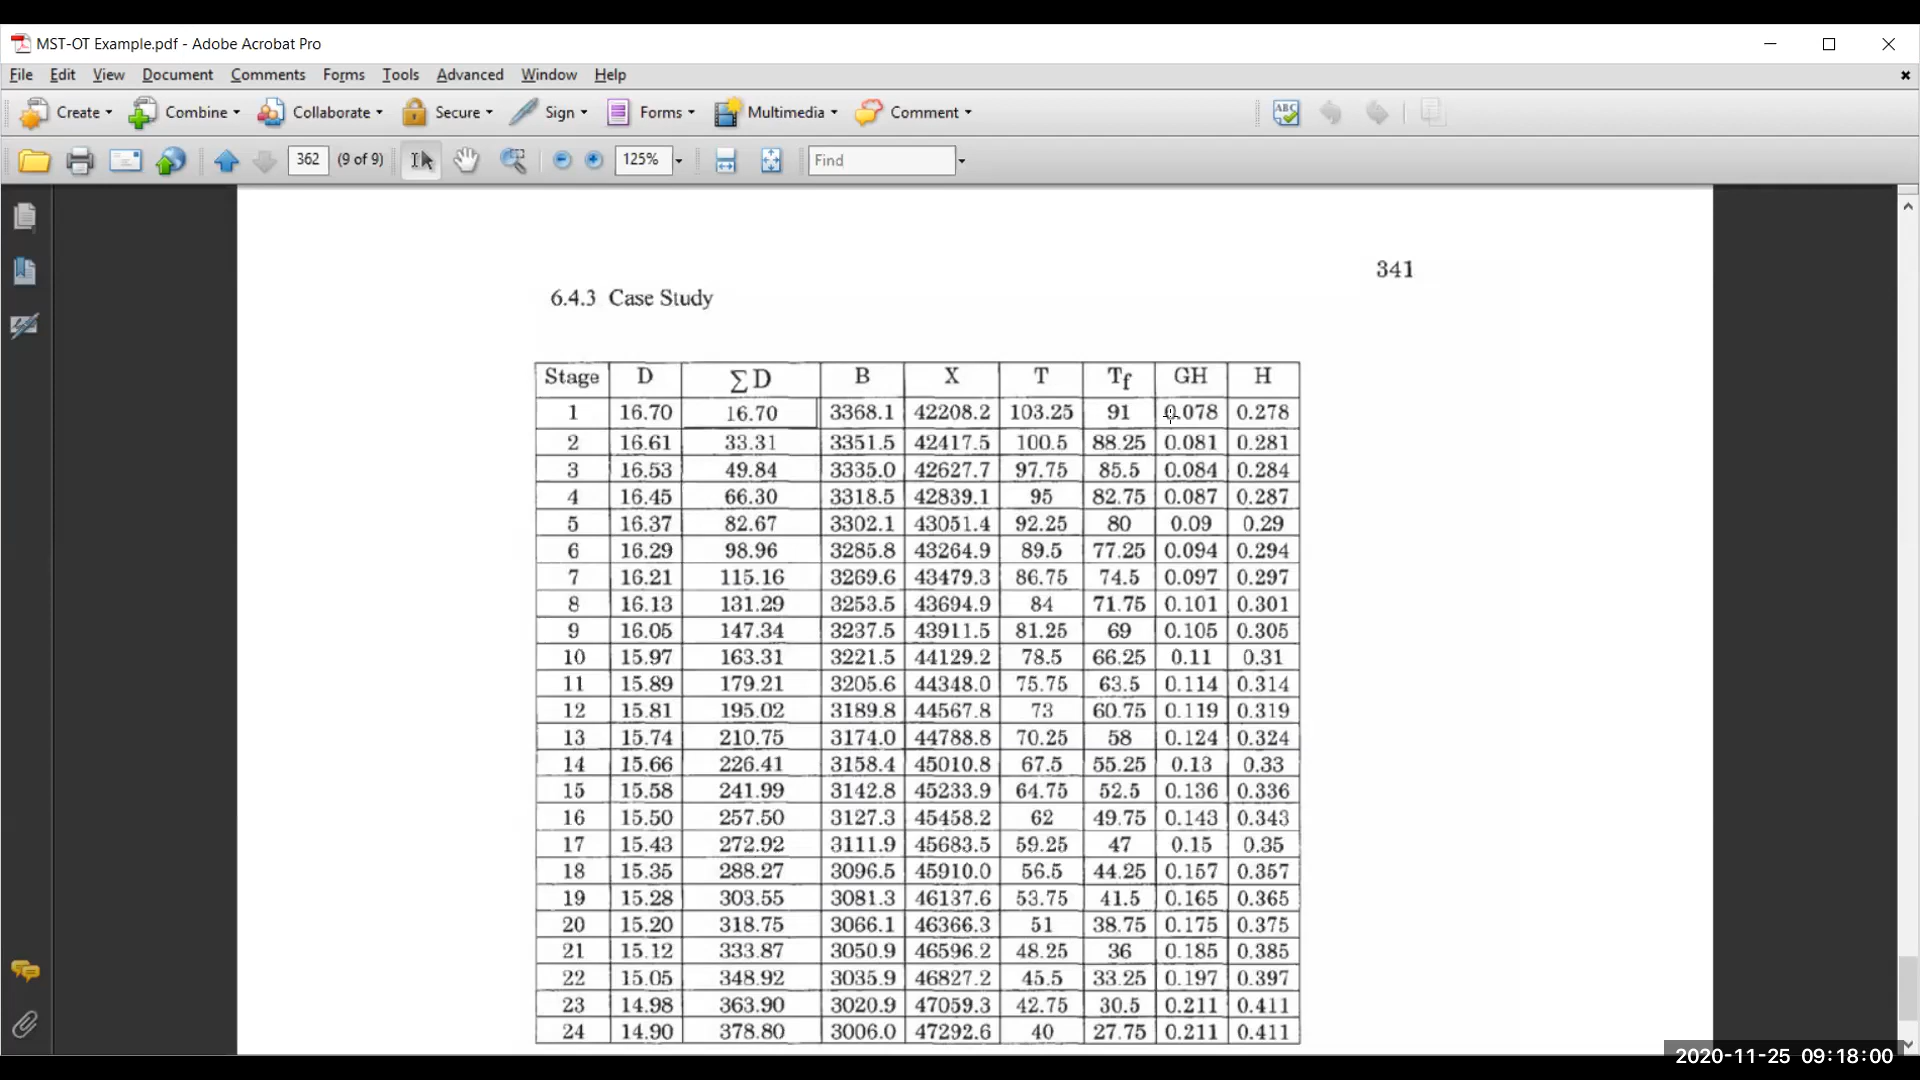 MST-OT Example.pdf - Adobe Acrobat Pro
File Edit View Document Comments Forms Tools Advanced Window Help
Create Combine Collaborate Secure Sign Forms Multimedia Comment ABC
362 (9 of 9) 125% Find
341
6.4.3 Case Study
Stage D ∑D B X T Tf GH H
1 16.70 16.70 3368.1 42208.2 103.25 91 0.078 0.278
2 16.61 33.31 3351.5 42417.5 100.5 88.25 0.081 0.281
3 16.53 49.84 3335.0 42627.7 97.75 85.5 0.084 0.284
4 16.45 66.30 3318.5 42839.1 95 82.75 0.087 0.287
5 16.37 82.67 3302.1 43051.4 92.25 80 0.09 0.29
6 16.29 98.96 3285.8 43264.9 89.5 77.25 0.094 0.294
7 16.21 115.16 3269.6 43479.3 86.75 74.5 0.097 0.297
8 16.13 131.29 3253.5 43694.9 84 71.75 0.101 0.301
9 16.05 147.34 3237.5 43911.5 81.25 69 0.105 0.305
10 15.97 163.31 3221.5 44129.2 78.5 66.25 0.11 0.31
11 15.89 179.21 3205.6 44348.0 75.75 63.5 0.114 0.314
12 15.81 195.02 3189.8 44567.8 73 60.75 0.119 0.319
13 15.74 210.75 3174.0 44788.8 70.25 58 0.124 0.324
14 15.66 226.41 3158.4 45010.8 67.5 55.25 0.13 0.33
15 15.58 241.99 3142.8 45233.9 64.75 52.5 0.136 0.336
16 15.50 257.50 3127.3 45458.2 62 49.75 0.143 0.343
17 15.43 272.92 3111.9 45683.5 59.25 47 0.15 0.35
18 15.35 288.27 3096.5 45910.0 56.5 44.25 0.157 0.357
19 15.28 303.55 3081.3 46137.6 53.75 41.5 0.165 0.365
20 15.20 318.75 3066.1 46366.3 51 38.75 0.175 0.375
21 15.12 333.87 3050.9 46596.2 48.25 36 0.185 0.385
22 15.05 348.92 3035.9 46827.2 45.5 33.25 0.197 0.397
23 14.98 363.90 3020.9 47059.3 42.75 30.5 0.211 0.411
24 14.90 378.80 3006.0 47292.6 40 27.75 0.211 0.411
2020-11-25 09:18:00